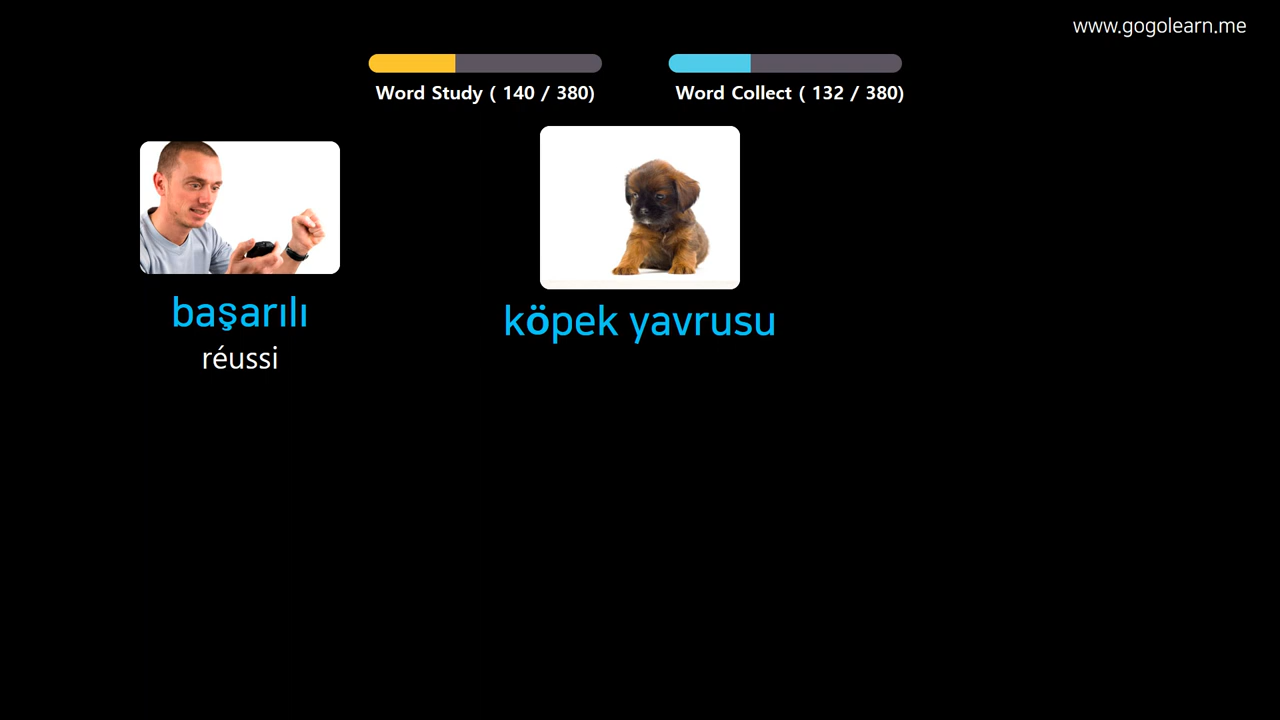 www.gogolearn.me
Word Study ( 140 / 380)
Word Collect ( 132 / 380)
başarılı
réussi
köpek yavrusu